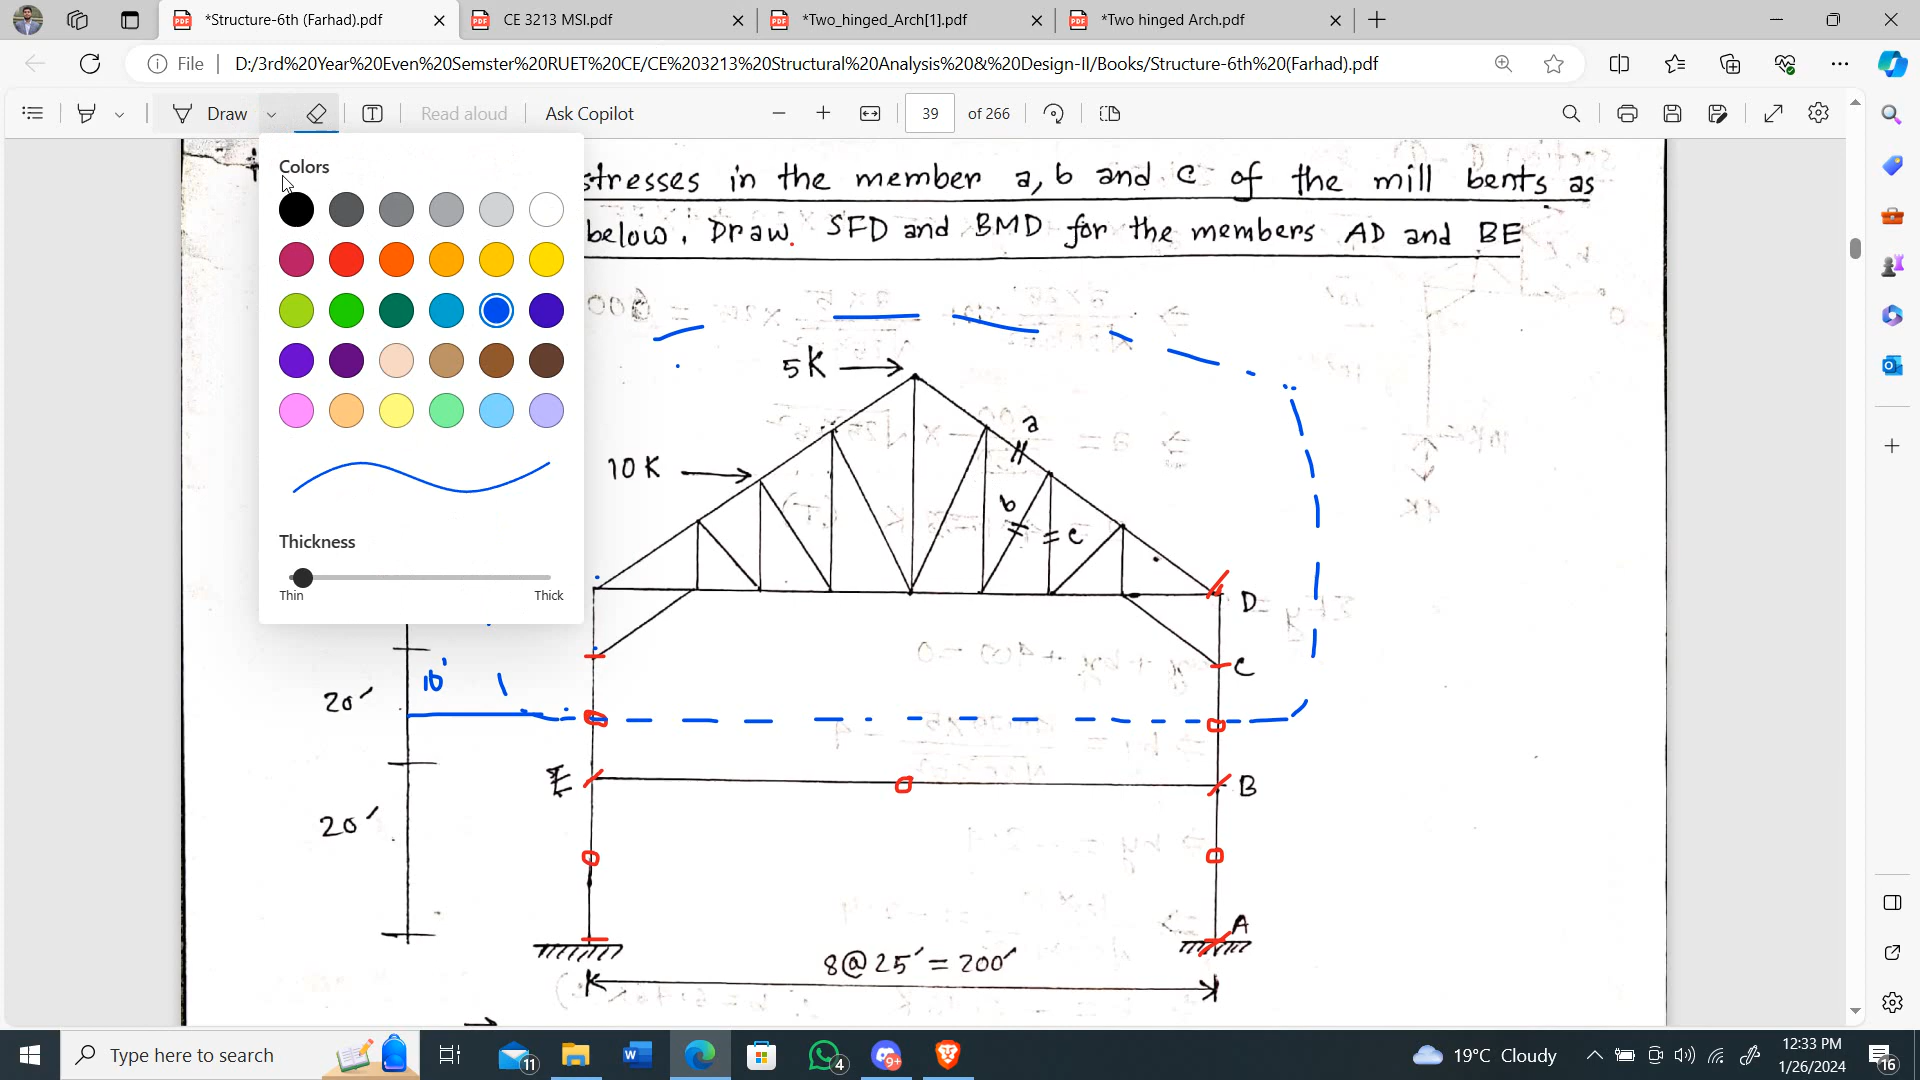 *Structure-6th (Farhad).pdf
CE 3213 MSI.pdf
*Two_hinged_Arch[1].pdf
*Two hinged Arch.pdf
File
D:/3rd%20Year%20Even%20Semster%20RUET%20CE/CE%203213%20Structural%20Analysis%20&%20Design-II/Books/Structure-6th%20(Farhad).pdf
Draw
Read aloud
Ask Copilot
39
of 266
Colors
Thickness
Thin
Thick
stresses in the member a, b and c of the mill bents as
below. Draw SFD and BMD for the members AD and BE
5K
10K
a
b
c
D
C
10'
20'
E
B
20'
A
8@25' = 200'
Type here to search
11
4
9+
19°C Cloudy
12:33 PM
1/26/2024
16